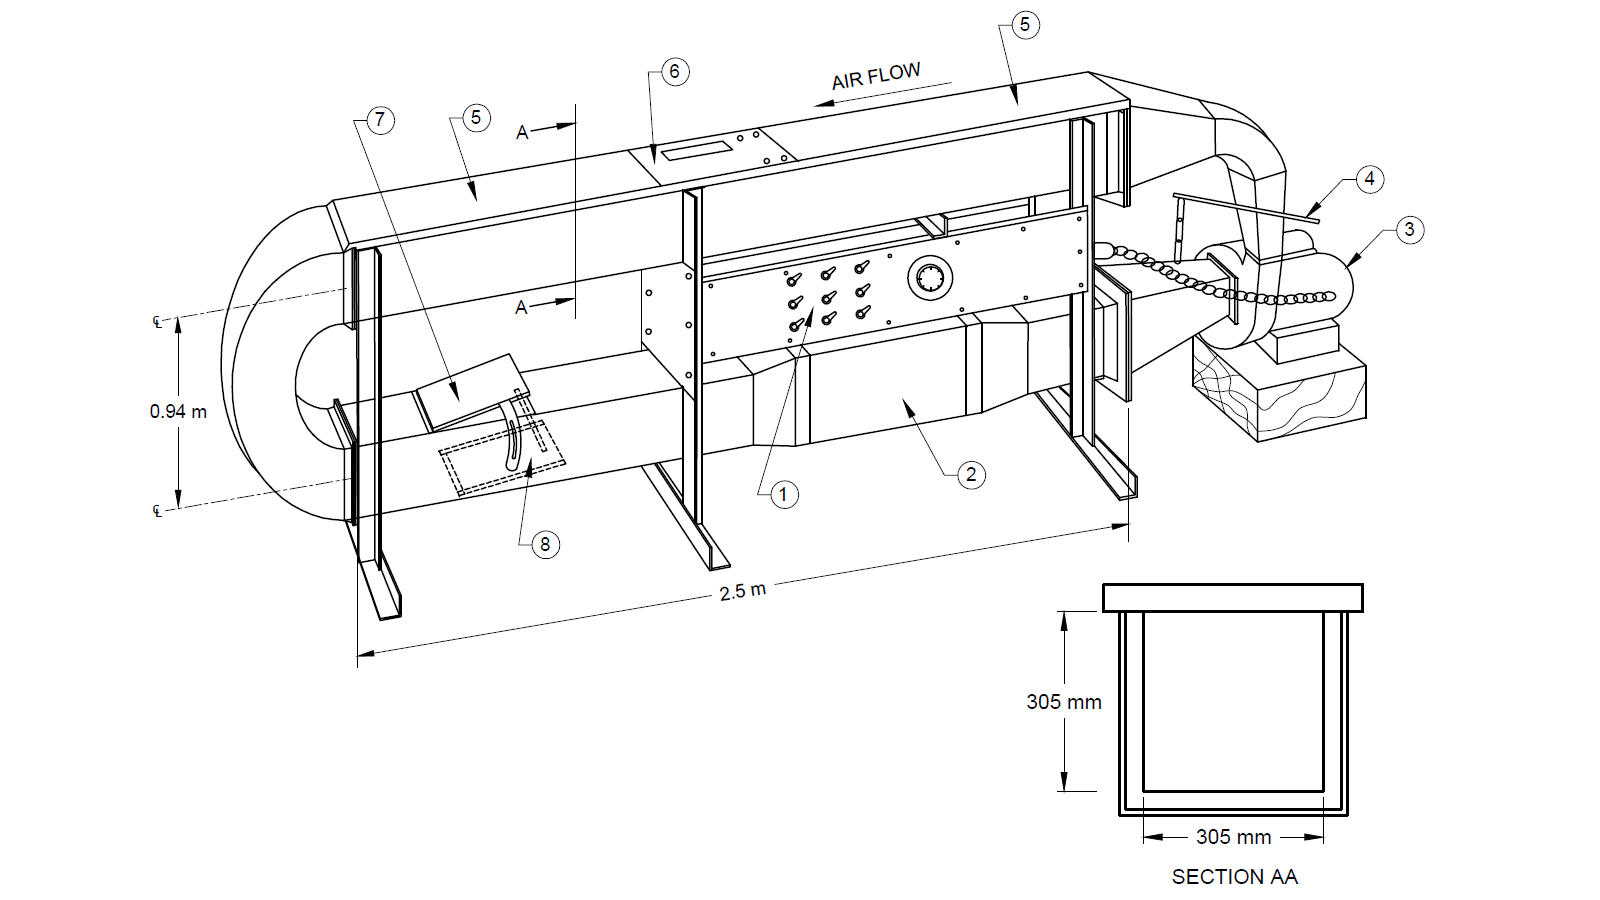 5
6
AIR FLOW
7
5
A
4
3
A
℄
0.94 m
1
2
℄
8
2.5 m
305 mm
305 mm
SECTION AA